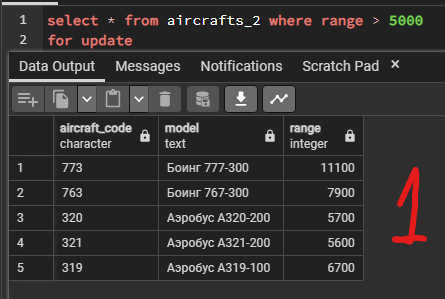 1 select * from aircrafts_2 where range > 5000
2 for update
Data Output Messages Notifications Scratch Pad ×
aircraft_code model range
character text integer
1 773 Боинг 777-300 11100
2 763 Боинг 767-300 7900
3 320 Аэробус A320-200 5700
4 321 Аэробус A321-200 5600
5 319 Аэробус A319-100 6700
1